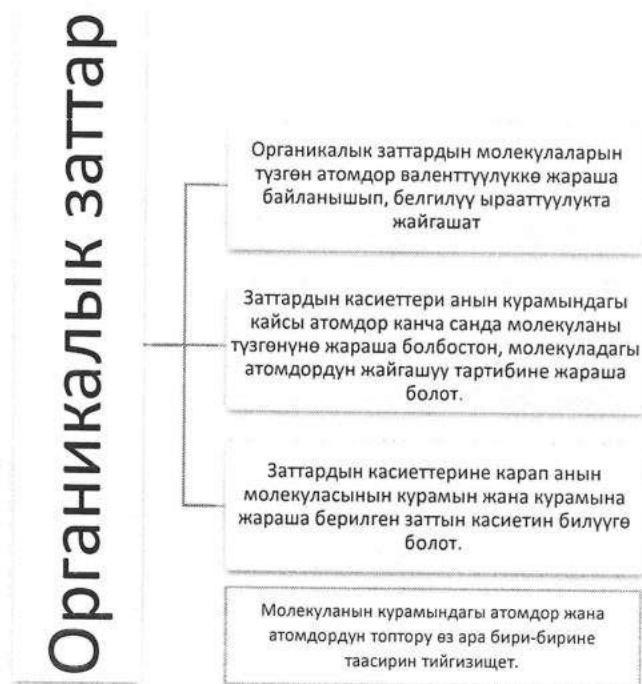 Органикалык заттар
Органикалык заттардын молекулаларын
түзгөн атомдор валенттүүлүккө жараша
байланышып, белгилүү ырааттуулукта
жайгашат
Заттардын касиеттери анын курамындагы
кайсы атомдор канча санда молекуланы
түзгөнүнө жараша болбостон, молекуладагы
атомдордун жайгашуу тартибине жараша
болот.
Заттардын касиеттерине карап анын
молекуласынын курамын жана курамына
жараша берилген заттын касиетин билүүгө
болот.
Молекуланын курамындагы атомдор жана
атомдордун топтору өз ара бири-бирине
таасирин тийгизищет.